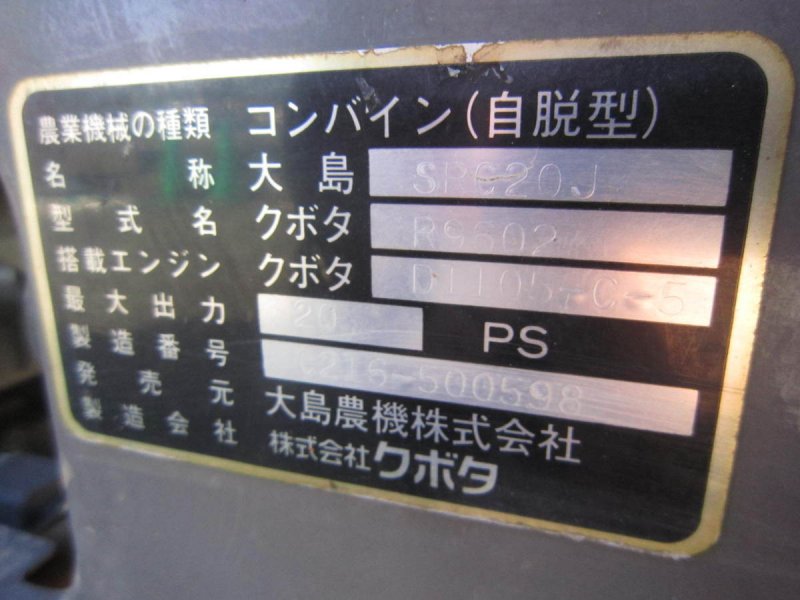 農業機械の種類 コンバイン(自脱型)
名称 大島 SPC20J
型式名 クボタ R9602
搭載エンジン クボタ D1105-C-5
最大出力 20 PS
製造番号 C216-500598
発売元 大島農機株式会社
製造会社 株式会社クボタ